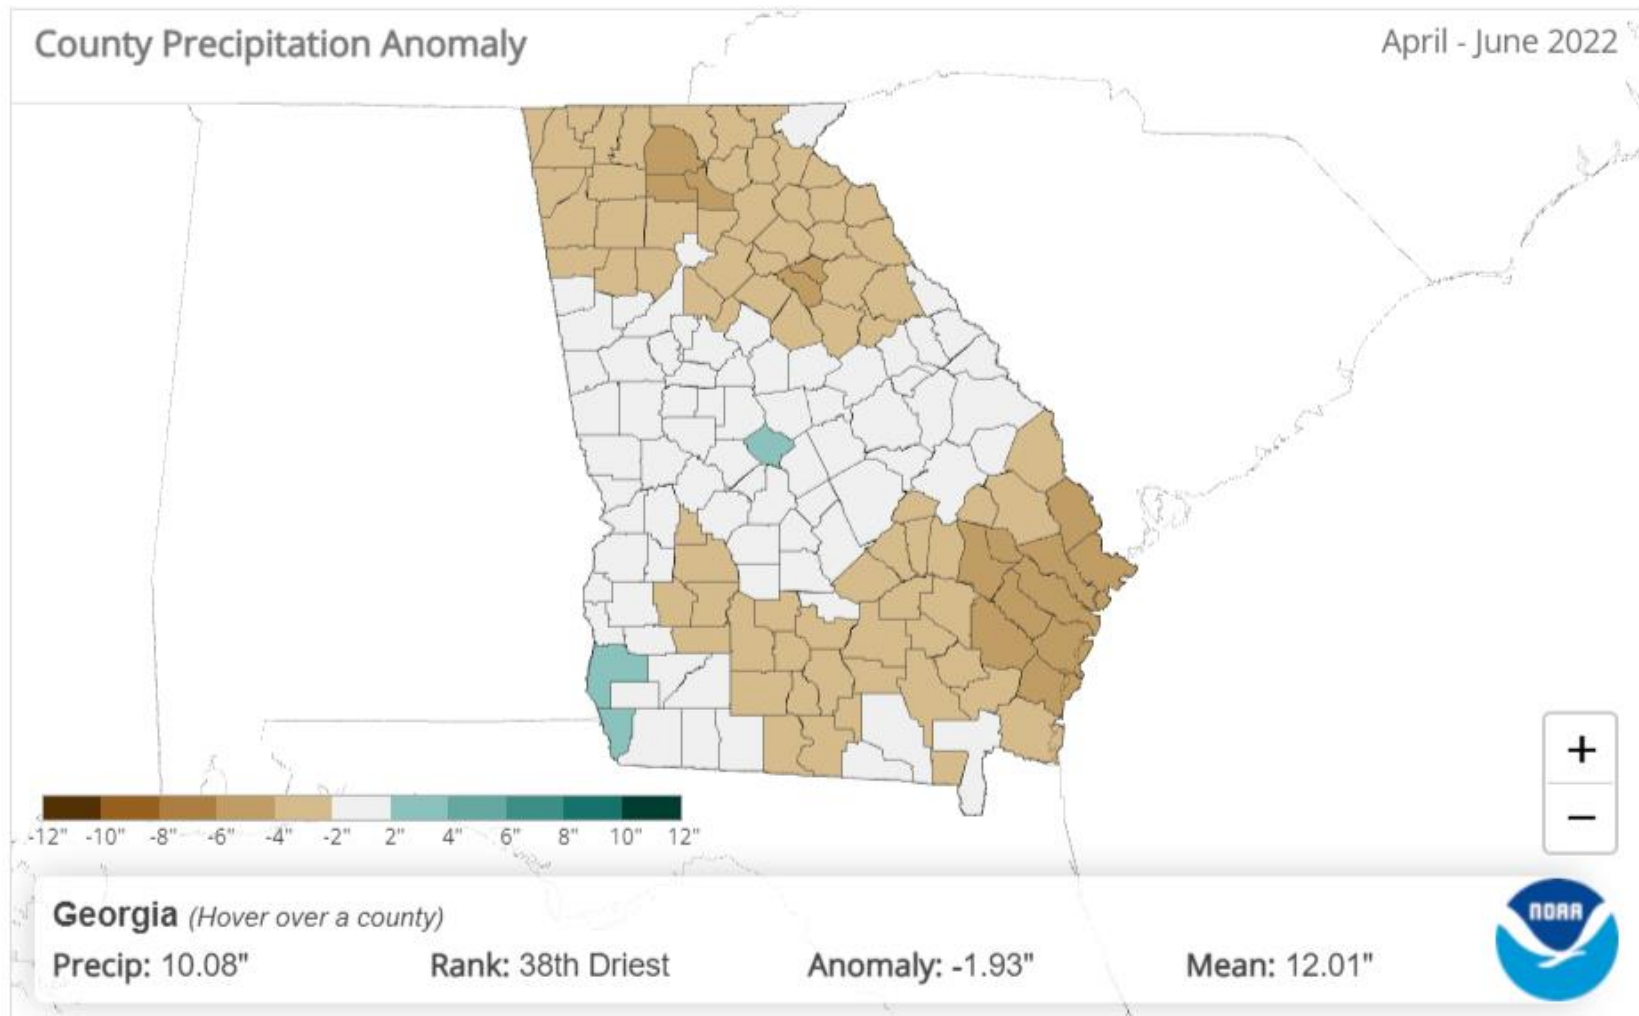 County Precipitation Anomaly
April - June 2022
+
−
-12" -10" -8" -6" -4" -2" 2" 4" 6" 8" 10" 12"
Georgia (Hover over a county)
Precip: 10.08" Rank: 38th Driest Anomaly: -1.93" Mean: 12.01"
NOAA